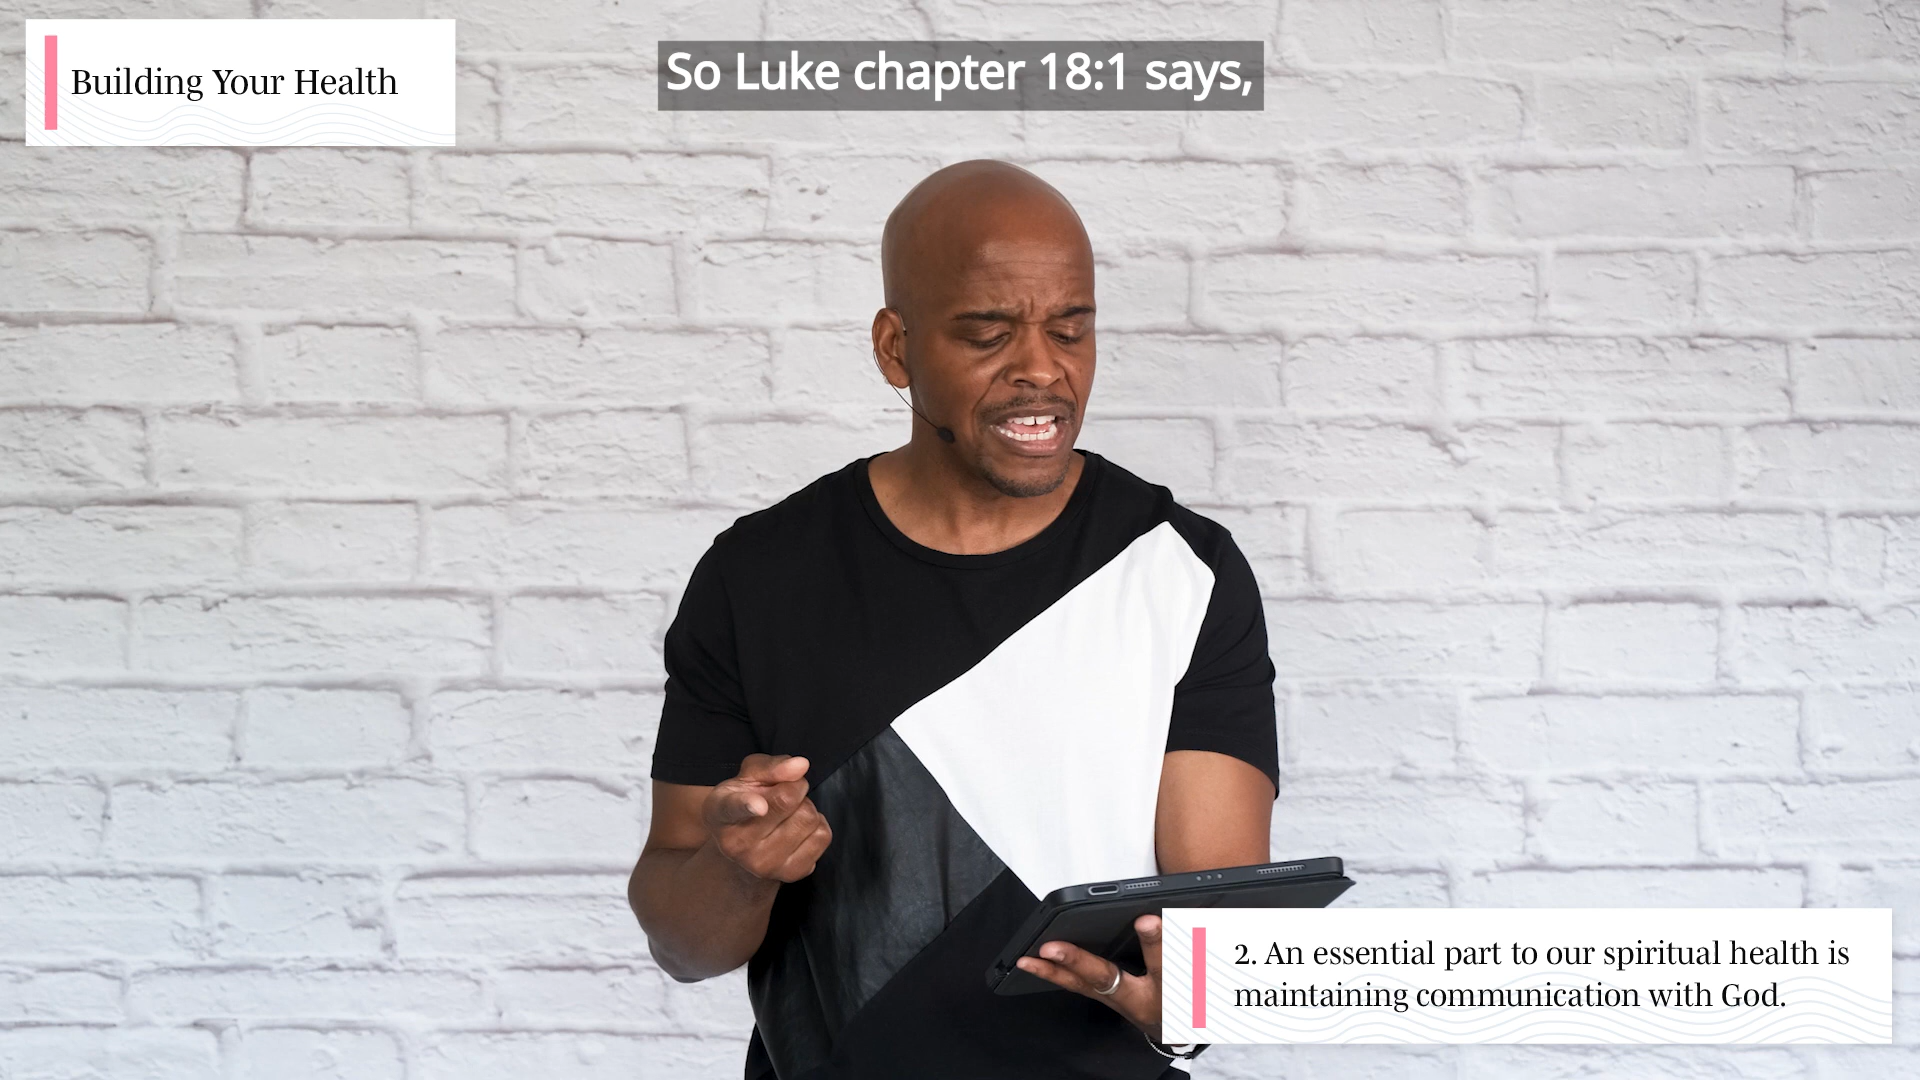 Building Your Health
So Luke chapter 18:1 says,
2. An essential part to our spiritual health is
maintaining communication with God.